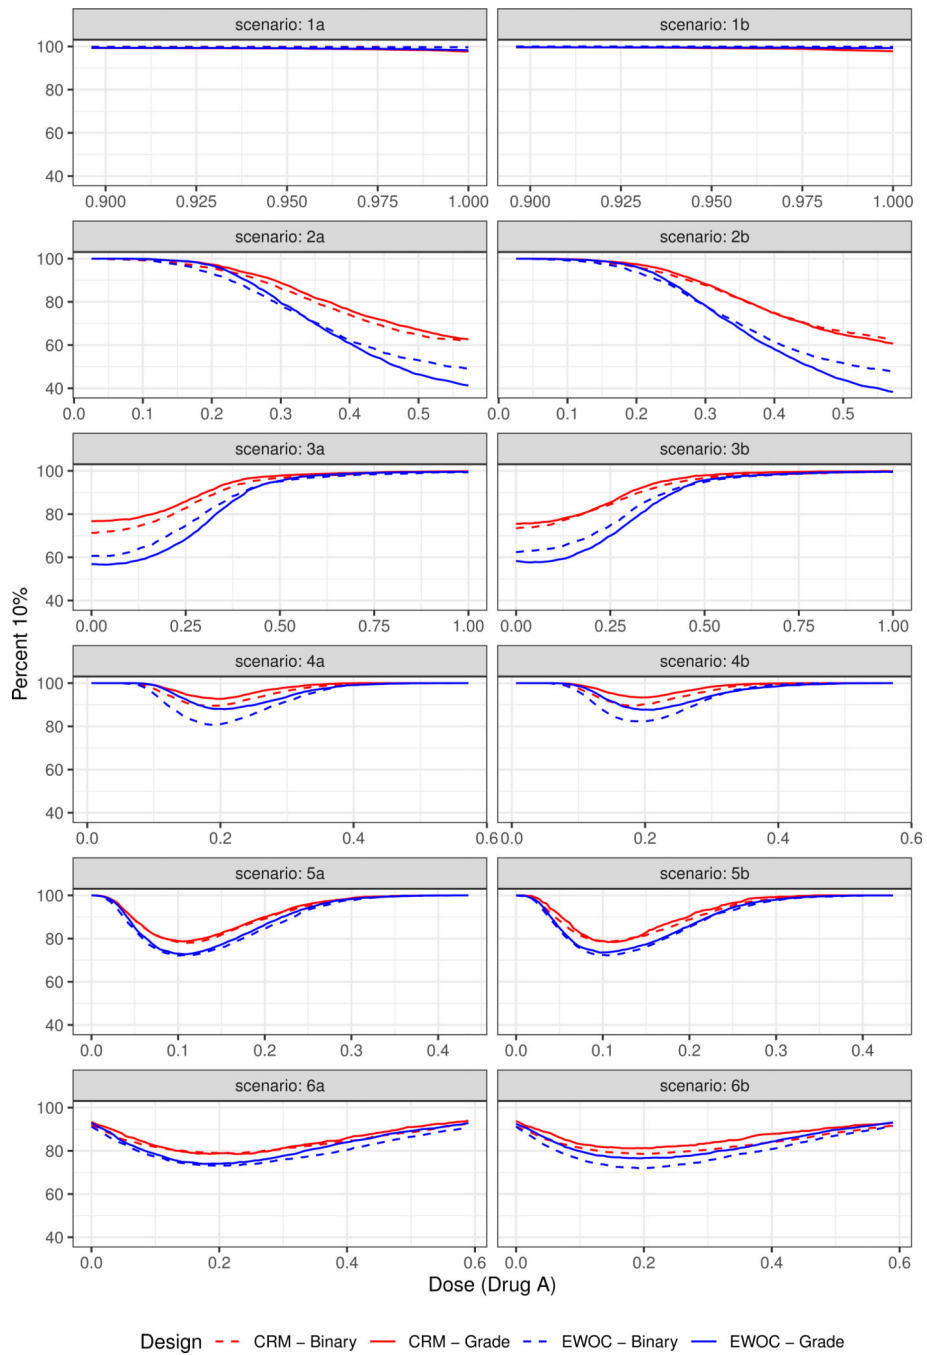 scenario: 1a
scenario: 1b
100
80
60
40
0.900 0.925 0.950 0.975 1.000
0.900 0.925 0.950 0.975 1.000
scenario: 2a
scenario: 2b
100
80
60
40
0.0 0.1 0.2 0.3 0.4 0.5
0.0 0.1 0.2 0.3 0.4 0.5
scenario: 3a
scenario: 3b
100
80
60
40
0.00 0.25 0.50 0.75 1.00
0.00 0.25 0.50 0.75 1.00
Percent 10%
scenario: 4a
scenario: 4b
100
80
60
40
0.0 0.2 0.4 0.6
0.0 0.2 0.4 0.6
scenario: 5a
scenario: 5b
100
80
60
40
0.0 0.1 0.2 0.3 0.4
0.0 0.1 0.2 0.3 0.4
scenario: 6a
scenario: 6b
100
80
60
40
0.0 0.2 0.4 0.6
0.0 0.2 0.4 0.6
Dose (Drug A)
Design CRM − Binary CRM − Grade EWOC − Binary EWOC − Grade